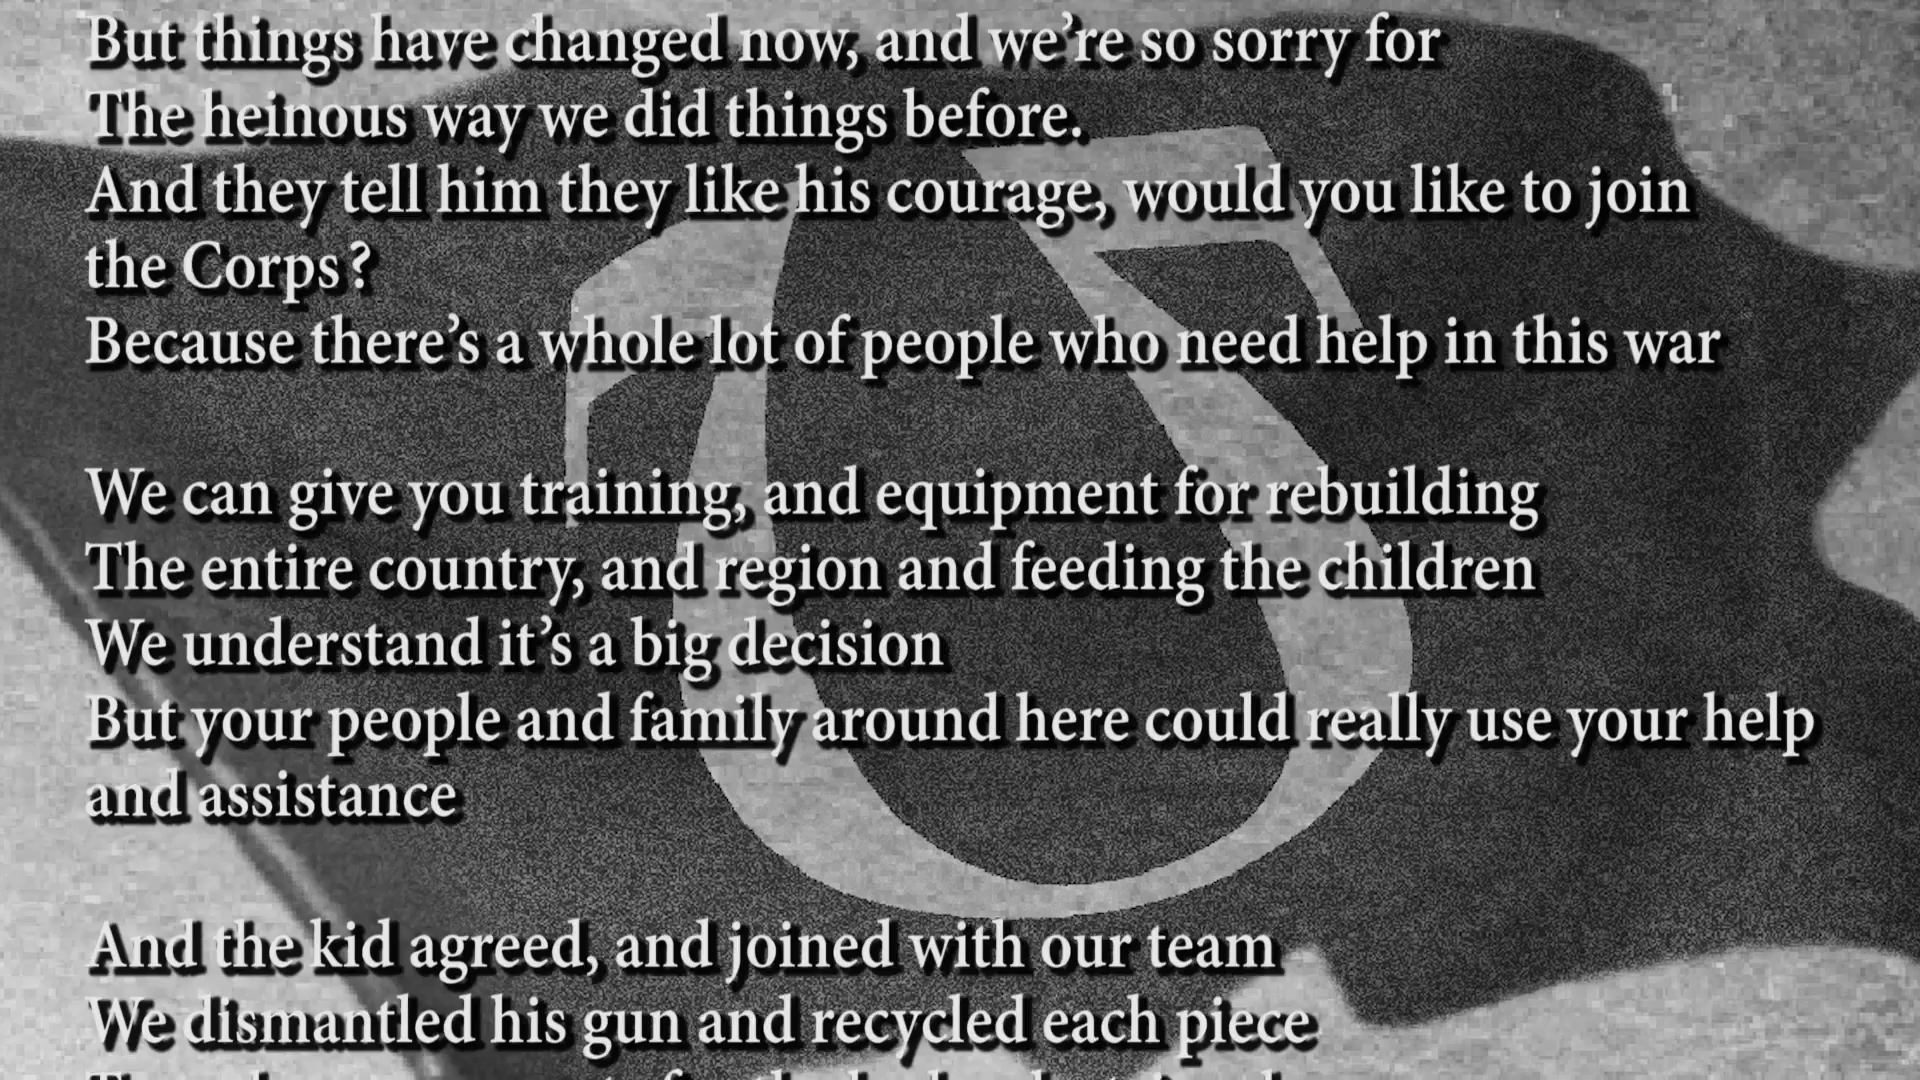 But things have changed now, and we're so sorry for
The heinous way we did things before.
And they tell him they like his courage, would you like to join
the Corps?
Because there's a whole lot of people who need help in this war
We can give you training, and equipment for rebuilding
The entire country, and region and feeding the children
We understand it's a big decision
But your people and family around here could really use your help
and assistance
And the kid agreed, and joined with our team
We dismantled his gun and recycled each piece